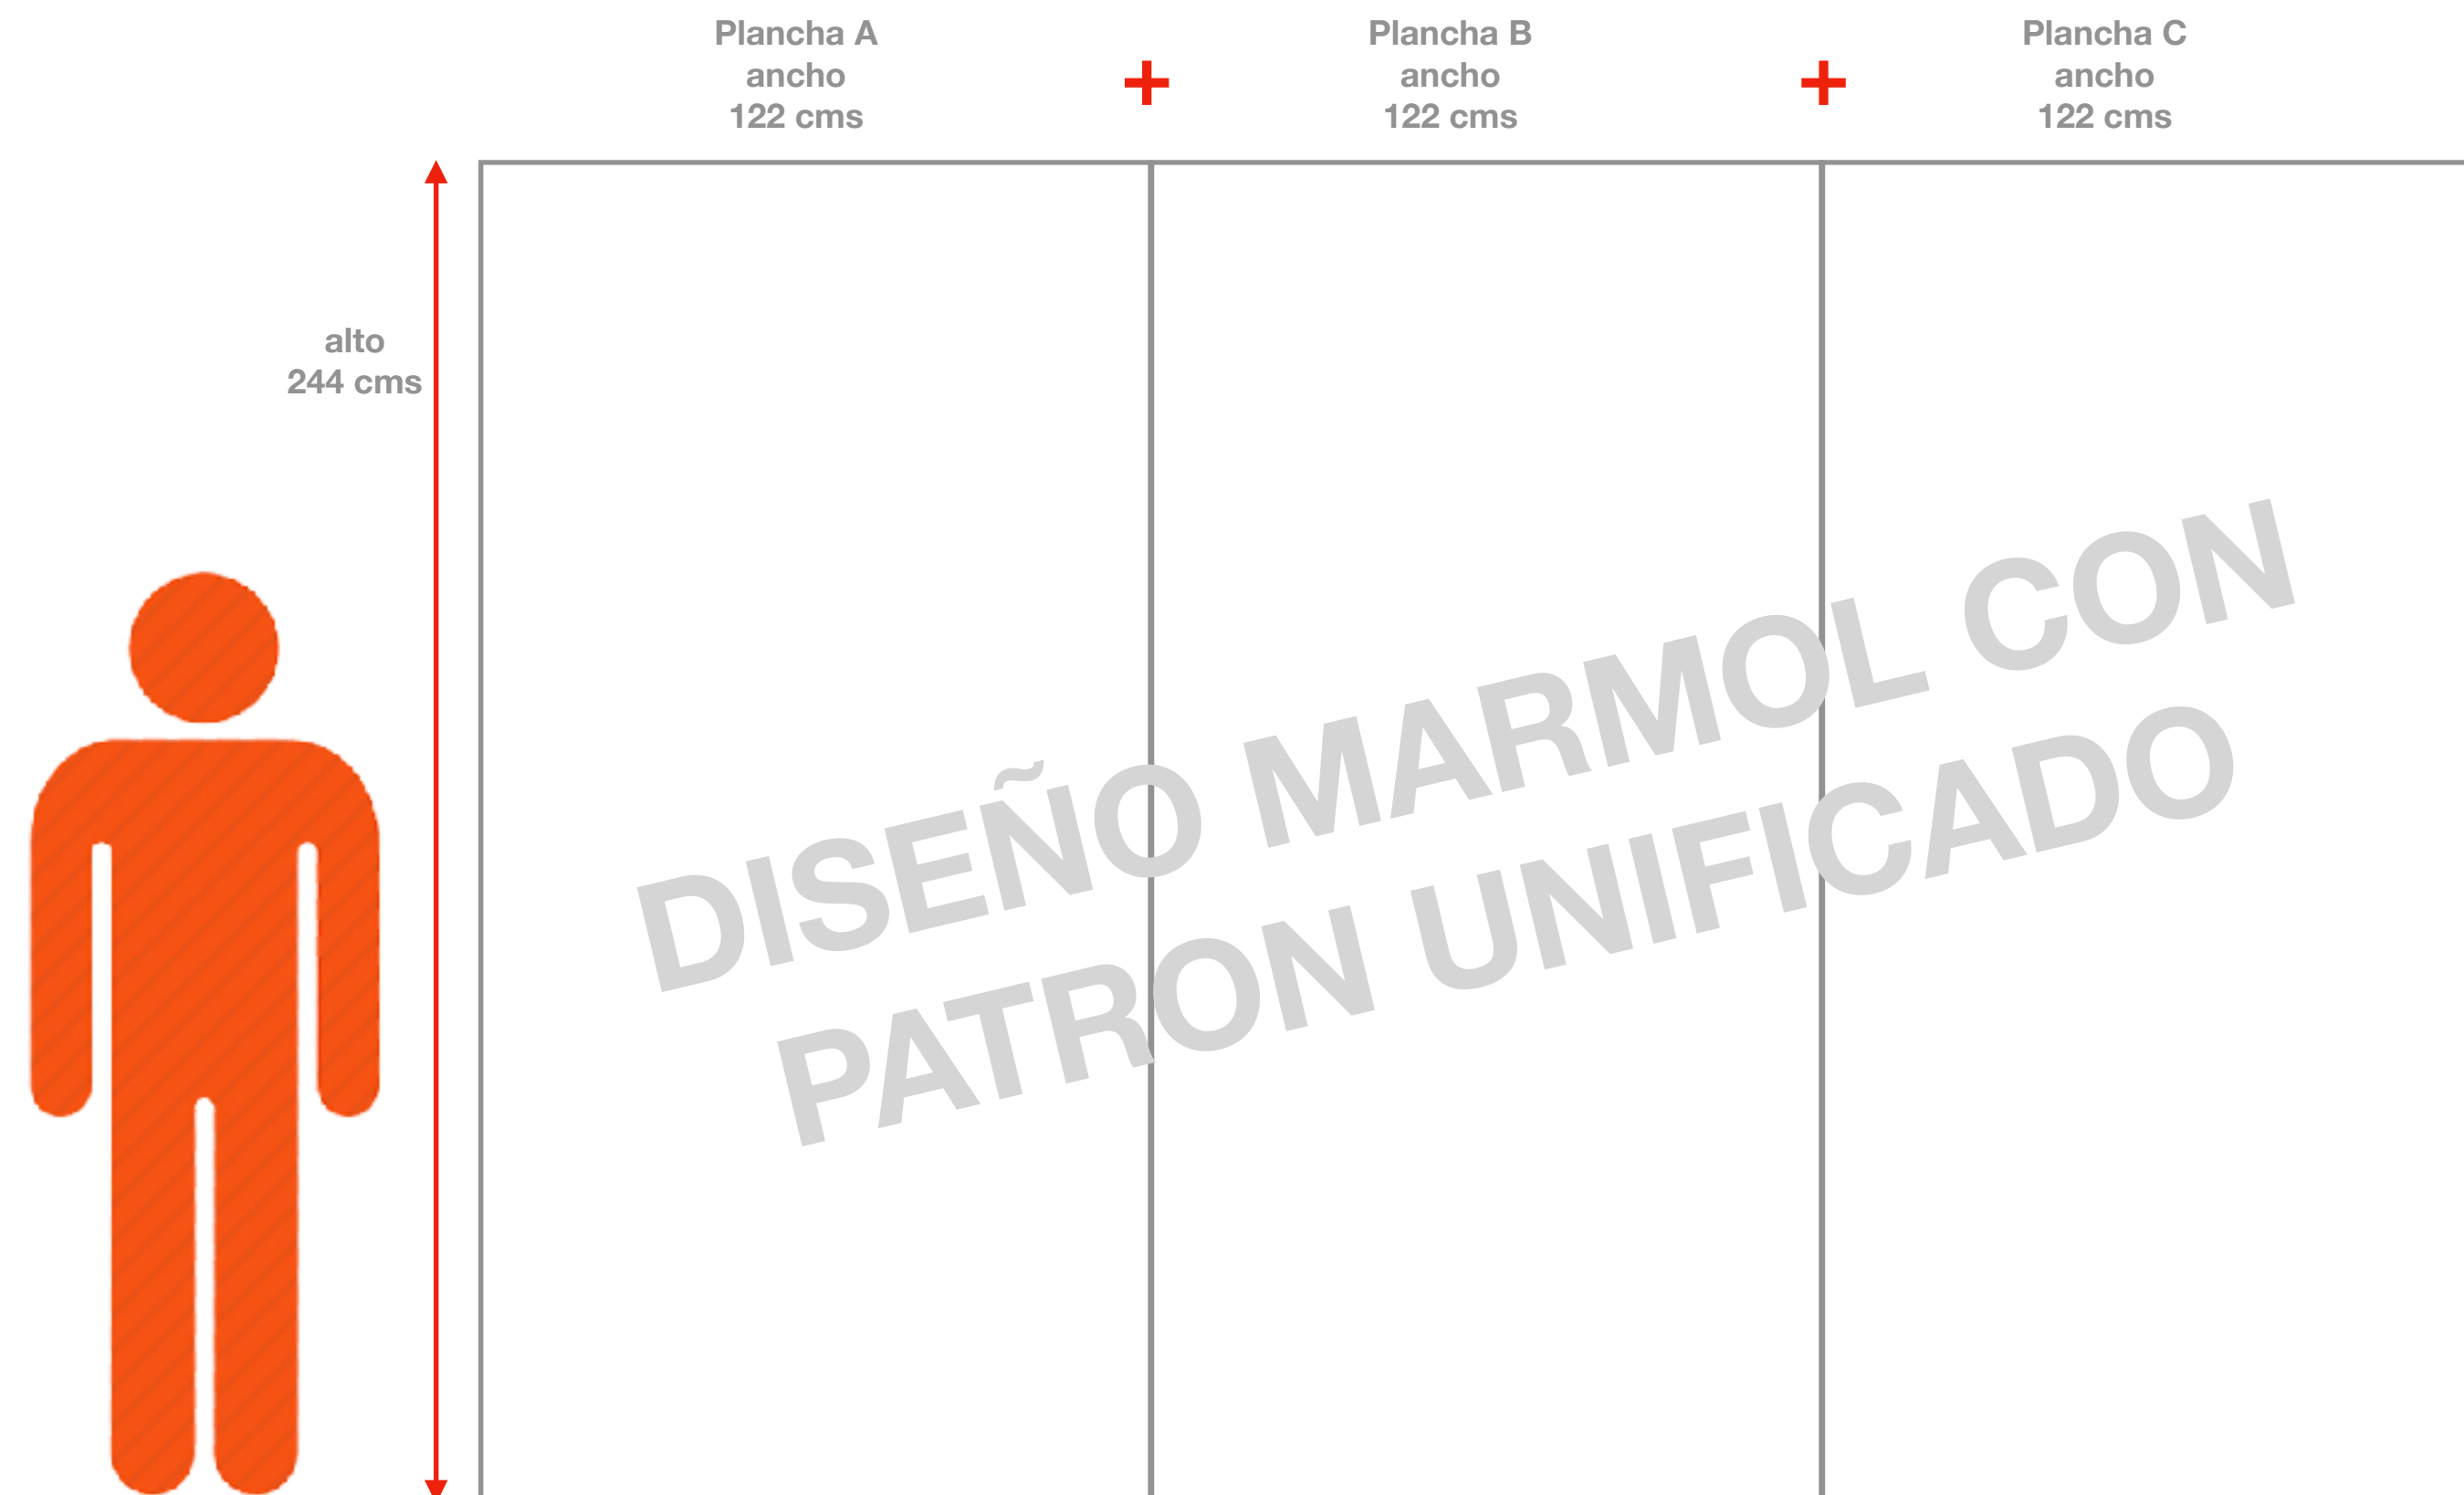 Plancha A
ancho
122 cms
+
Plancha B
ancho
122 cms
+
Plancha C
ancho
122 cms
alto
244 cms
DISEÑO MARMOL CON
PATRON UNIFICADO